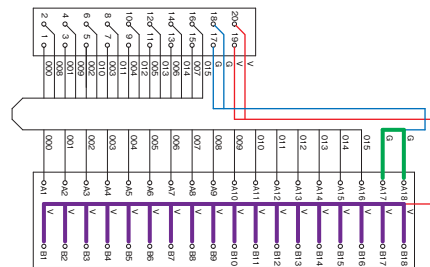 2 4 6 8 10 12 14 16 18 20
1 3 5 7 9 11 13 15 17 19
000 008 001 009 002 010 003 011 004 012 005 013 006 014 007 015 G G V V
000 001 002 003 004 005 006 007 008 009 010 011 012 013 014 015 G G
A1 A2 A3 A4 A5 A6 A7 A8 A9 A10 A11 A12 A13 A14 A15 A16 A17 A18
V V V V V V V V V V V V V V V V V V
B1 B2 B3 B4 B5 B6 B7 B8 B9 B10 B11 B12 B13 B14 B15 B16 B17 B18